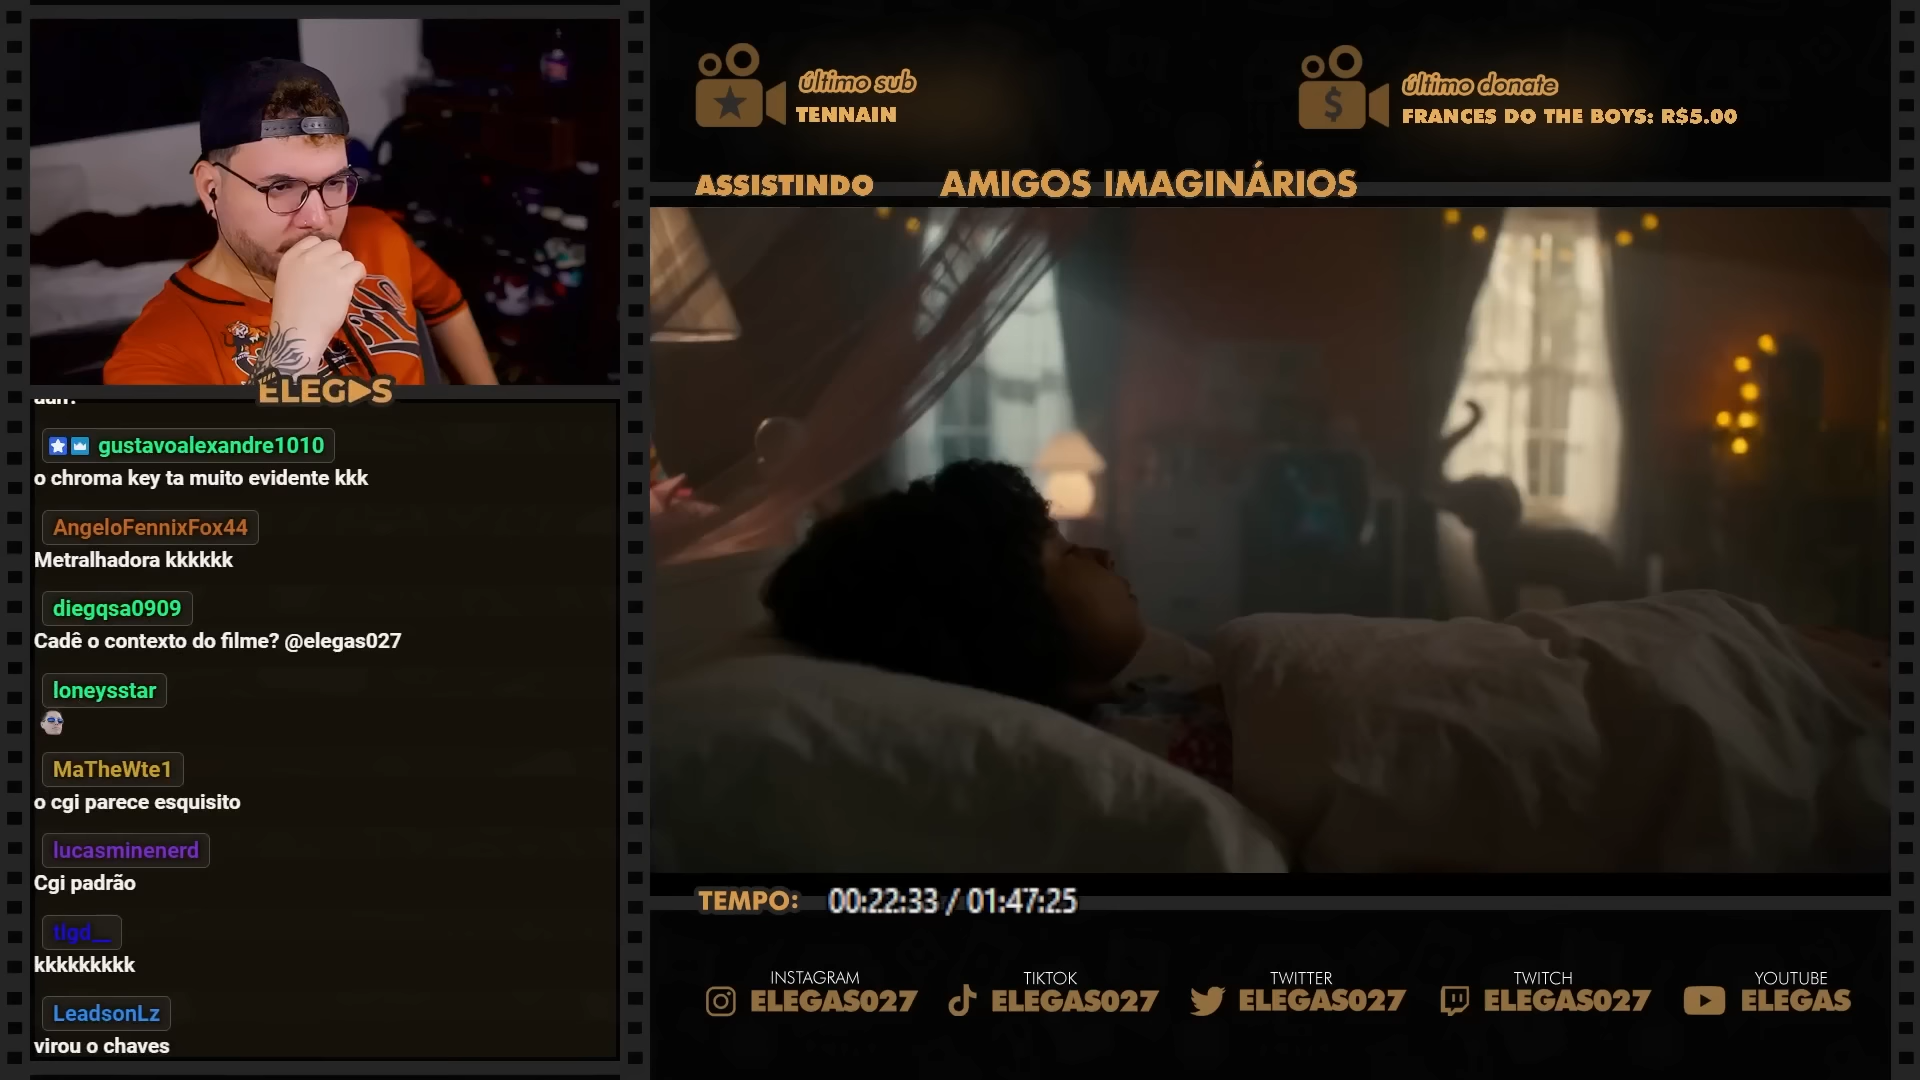 último sub
TENNAIN
último donate
FRANCES DO THE BOYS: R$5.00
ASSISTINDO
AMIGOS IMAGINÁRIOS
ELEGAS
gustavoalexandre1010
o chroma key ta muito evidente kkk
AngeloFennixFox44
Metralhadora kkkkkk
diegqsa0909
Cadê o contexto do filme? @elegas027
loneysstar
MaTheWte1
o cgi parece esquisito
lucasminenerd
Cgi padrão
tlgd__
kkkkkkkkk
LeadsonLz
virou o chaves
TEMPO: 00:22:33 / 01:47:25
INSTAGRAM
ELEGAS027
TIKTOK
ELEGAS027
TWITTER
ELEGAS027
TWITCH
ELEGAS027
YOUTUBE
ELEGAS